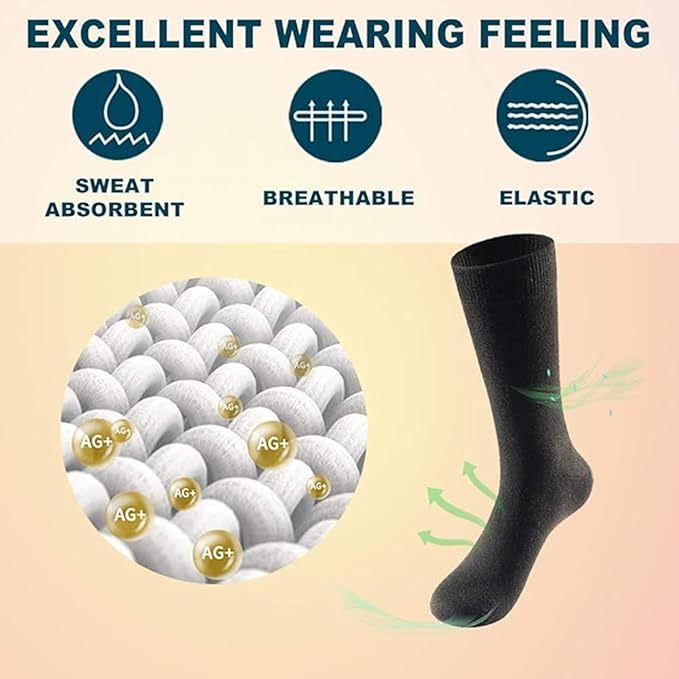 EXCELLENT WEARING FEELING
SWEAT
ABSORBENT
BREATHABLE
ELASTIC
AG+
AG+
AG+
AG+
AG+
AG+
AG+
AG+
AG+
AG+
AG+